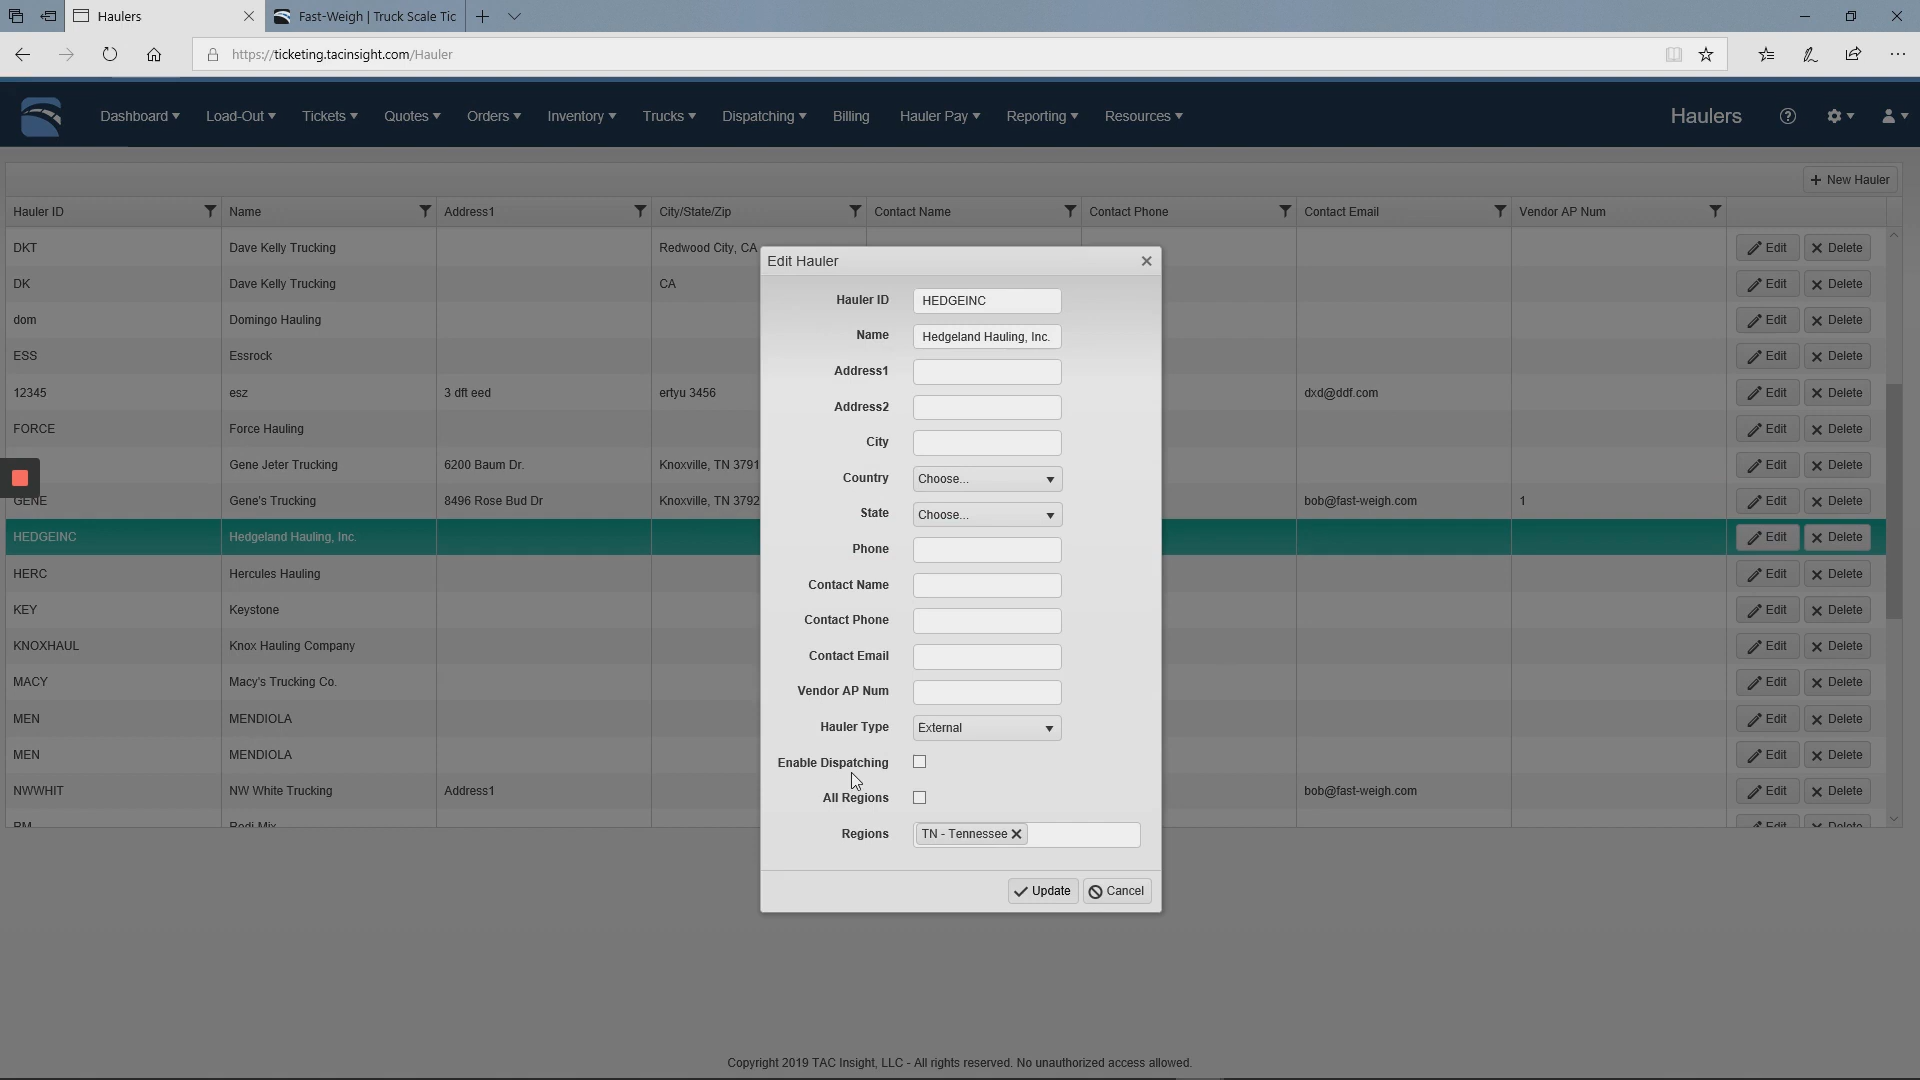 Haulers
Fast-Weigh | Truck Scale Tic
https://ticketing.tacinsight.com/Hauler
Dashboard Load-Out Tickets Quotes Orders Inventory Trucks Dispatching Billing Hauler Pay Reporting Resources Haulers
+ New Hauler
Hauler ID Name Address1 City/State/Zip Contact Name Contact Phone Contact Email Vendor AP Num
DKT Dave Kelly Trucking Redwood City, CA Edit Delete
DK Dave Kelly Trucking CA Edit Delete
dom Domingo Hauling Edit Delete
ESS Essrock Edit Delete
12345 esz 3 dft eed ertyu 3456 dxd@ddf.com Edit Delete
FORCE Force Hauling Edit Delete
Gene Jeter Trucking 6200 Baum Dr. Knoxville, TN 3791 Edit Delete
GENE Gene's Trucking 8496 Rose Bud Dr Knoxville, TN 3792 bob@fast-weigh.com 1 Edit Delete
HEDGEINC Hedgeland Hauling, Inc. Edit Delete
HERC Hercules Hauling Edit Delete
KEY Keystone Edit Delete
KNOXHAUL Knox Hauling Company Edit Delete
MACY Macy's Trucking Co. Edit Delete
MEN MENDIOLA Edit Delete
MEN MENDIOLA Edit Delete
NWWHIT NW White Trucking Address1 bob@fast-weigh.com Edit Delete
RM Redi Mix Edit Delete
Edit Hauler
Hauler ID HEDGEINC
Name Hedgeland Hauling, Inc.
Address1
Address2
City
Country Choose...
State Choose...
Phone
Contact Name
Contact Phone
Contact Email
Vendor AP Num
Hauler Type External
Enable Dispatching
All Regions
Regions TN - Tennessee
Update Cancel
Copyright 2019 TAC Insight, LLC - All rights reserved. No unauthorized access allowed.